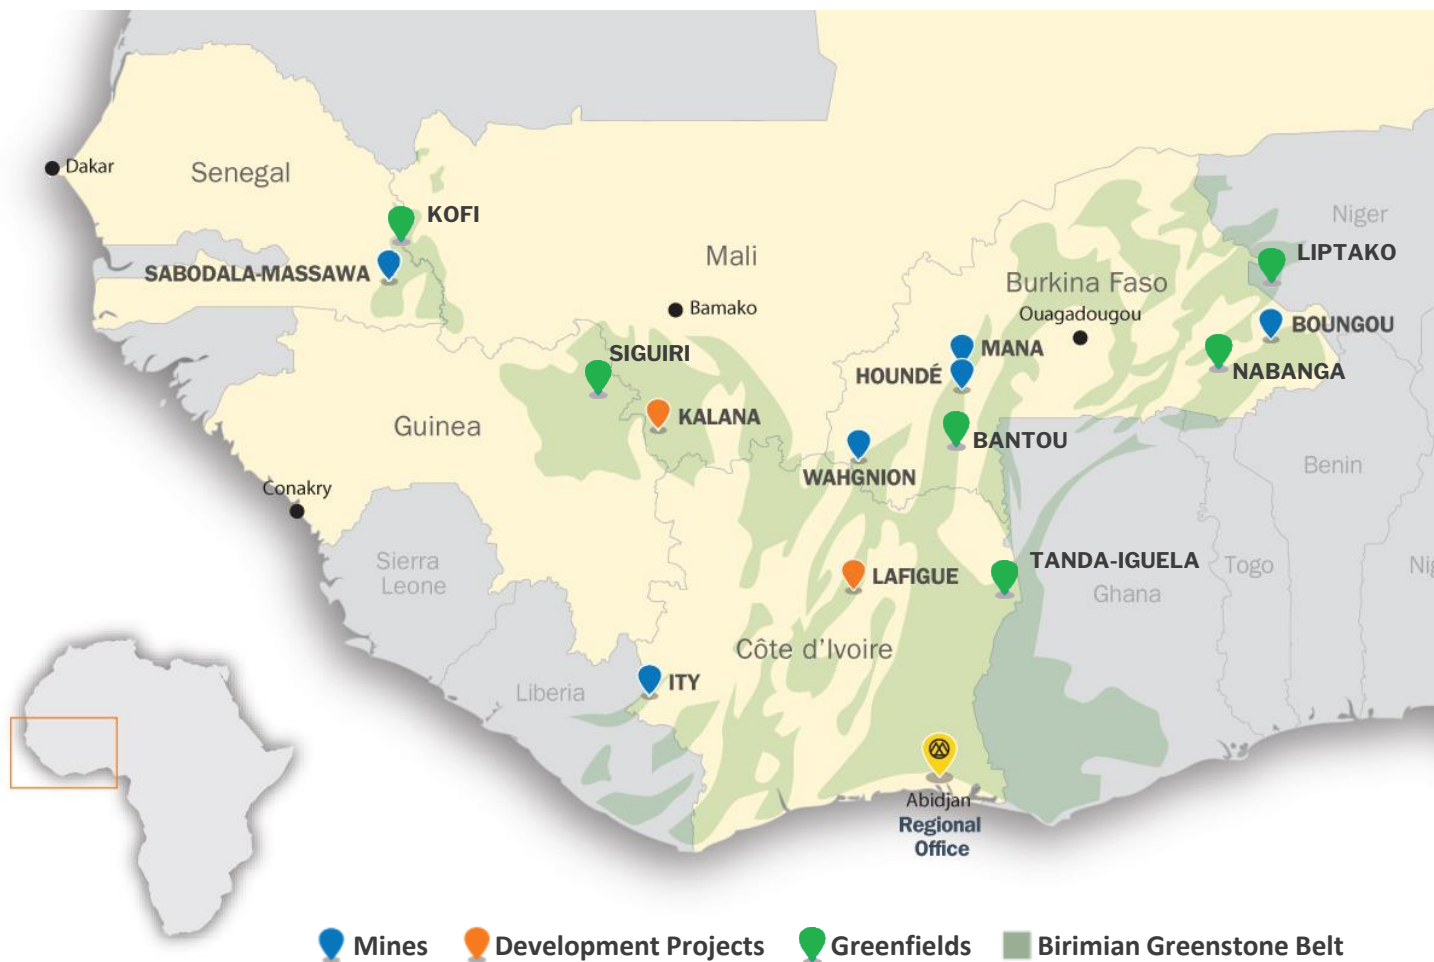 Dakar
Senegal
KOFI
SABODALA-MASSAWA
Mali
Bamako
Niger
LIPTAKO
Burkina Faso
Ouagadougou
BOUNGOU
MANA
HOUNDÉ
NABANGA
SIGUIRI
KALANA
Guinea
BANTOU
WAHGNION
Benin
Conakry
Sierra
Leone
LAFIGUE
TANDA-IGUELA
Ghana
Togo
Nig
Côte d'Ivoire
ITY
Liberia
Abidjan
Regional
Office
Mines
Development Projects
Greenfields
Birimian Greenstone Belt